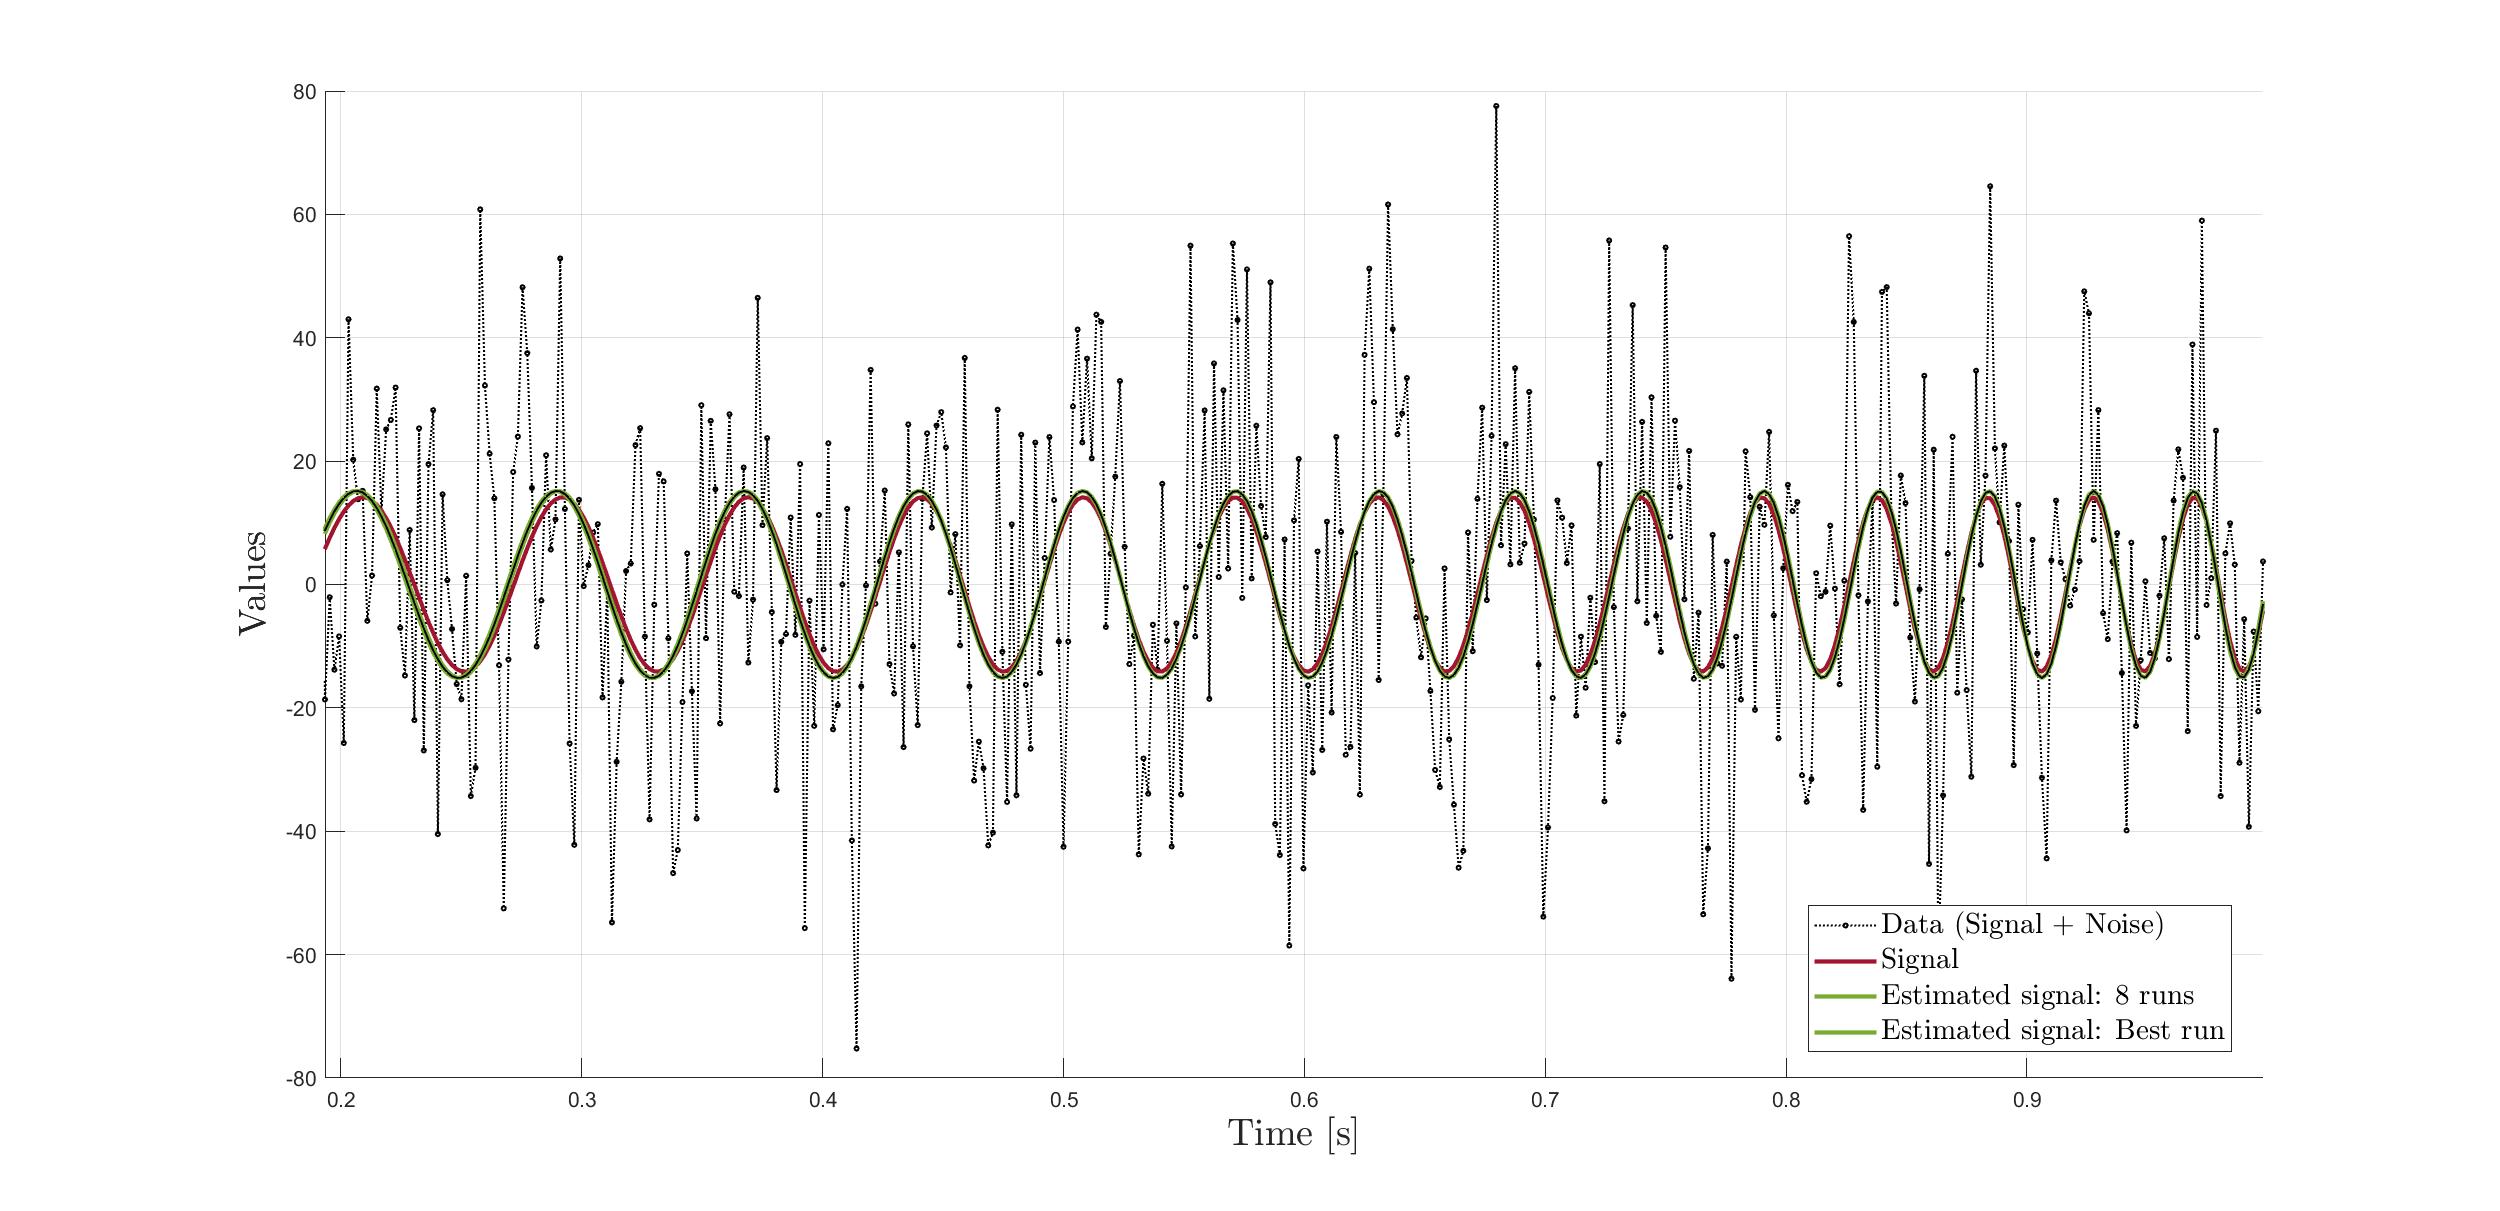 80
60
40
20
0
-20
-40
-60
-80
Values
0.2 0.3 0.4 0.5 0.6 0.7 0.8 0.9
Time [s]
Data (Signal + Noise)
Signal
Estimated signal: 8 runs
Estimated signal: Best run